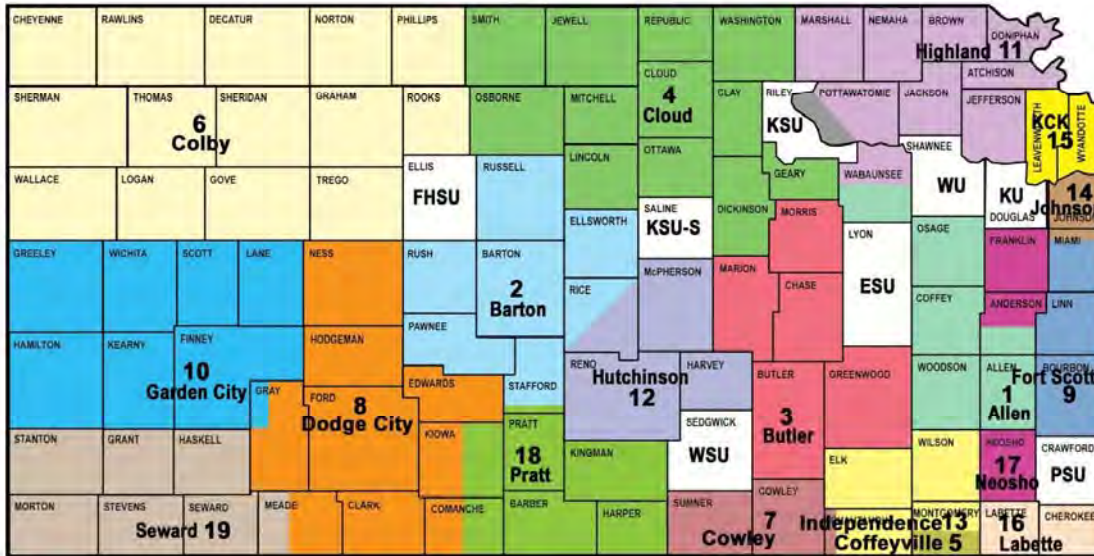 CHEYENNE
RAWLINS
DECATUR
NORTON
PHILLIPS
SMITH
JEWELL
REPUBLIC
WASHINGTON
MARSHALL
NEMAHA
BROWN
DONIPHAN
Highland 11
ATCHISON
CLOUD
4
Cloud
SHERMAN
THOMAS
SHERIDAN
GRAHAM
ROOKS
OSBORNE
MITCHELL
CLAY
RILEY
KSU
POTTAWATOMIE
JACKSON
JEFFERSON
LEAVENWORTH
KCK
15
WYANDOTTE
6
Colby
LINCOLN
OTTAWA
SHAWNEE
WU
WALLACE
LOGAN
GOVE
TREGO
ELLIS
FHSU
RUSSELL
ELLSWORTH
SALINE
KSU-S
DICKINSON
GEARY
WABAUNSEE
MORRIS
KU
DOUGLAS
14
Johnson
JOHNSON
LYON
ESU
OSAGE
FRANKLIN
MIAMI
GREELEY
WICHITA
SCOTT
LANE
NESS
RUSH
BARTON
2
Barton
RICE
McPHERSON
MARION
CHASE
COFFEY
ANDERSON
LINN
HAMILTON
KEARNY
FINNEY
10
Garden City
HODGEMAN
PAWNEE
STAFFORD
RENO
Hutchinson
12
HARVEY
BUTLER
3
Butler
GREENWOOD
WOODSON
ALLEN
1
Allen
BOURBON
Fort Scott
9
GRAY
FORD
8
Dodge City
EDWARDS
KIOWA
PRATT
18
Pratt
KINGMAN
SEDGWICK
WSU
STANTON
GRANT
HASKELL
ELK
WILSON
NEOSHO
17
Neosho
CRAWFORD
PSU
MORTON
STEVENS
SEWARD
Seward 19
MEADE
CLARK
COMANCHE
BARBER
HARPER
SUMNER
COWLEY
7
Cowley
MONTGOMERY
Independence 13
Coffeyville 5
LABETTE
16
Labette
CHEROKEE